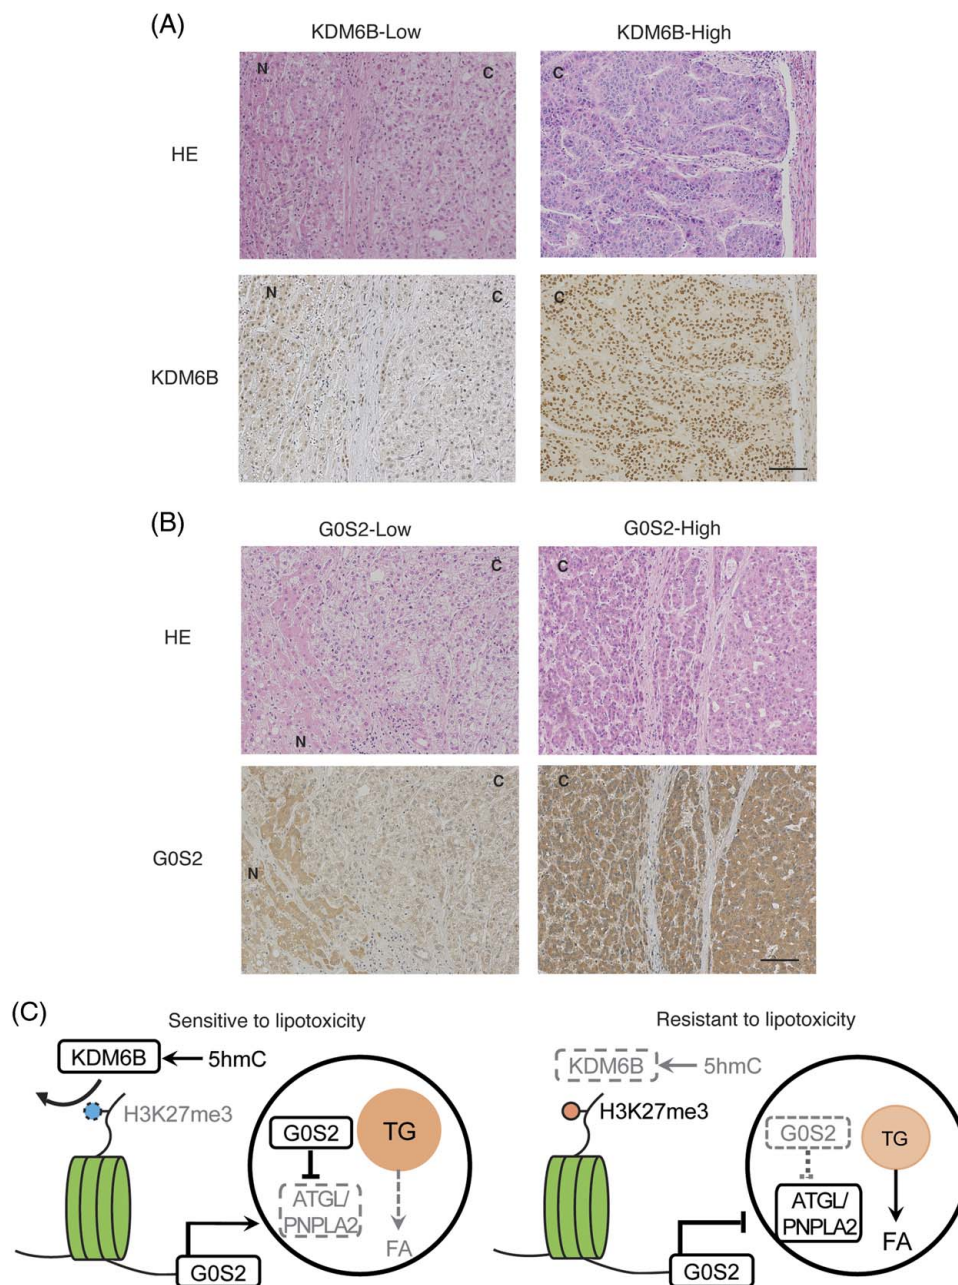 (A)
KDM6B-Low
KDM6B-High
HE
N
C
C
KDM6B
N
C
C
(B)
G0S2-Low
G0S2-High
HE
C
N
C
G0S2
C
N
C
(C)
Sensitive to lipotoxicity
KDM6B
5hmC
H3K27me3
G0S2
TG
ATGL/
PNPLA2
FA
G0S2
Resistant to lipotoxicity
KDM6B
5hmC
H3K27me3
G0S2
TG
ATGL/
PNPLA2
FA
G0S2